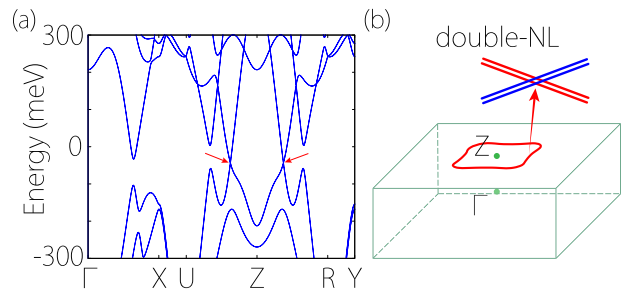 (a)
(b)
300
double-NL
Energy (meV)
0
Z
Γ
-300
Γ X U Z R Y